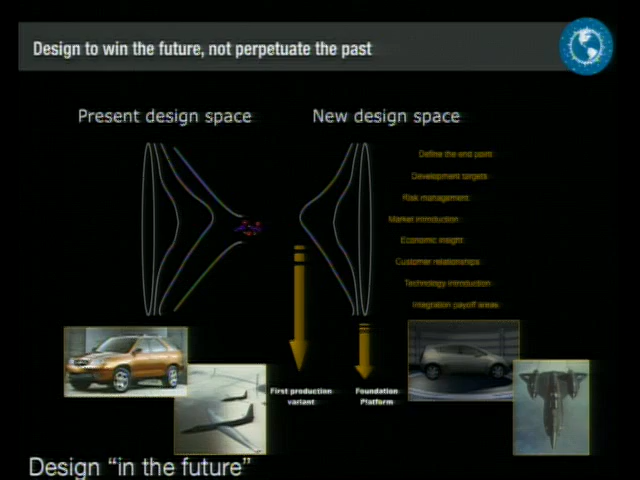 Design to win the future, not perpetuate the past
Present design space
New design space
Define the end point
Development targets
Risk management
Market introduction
Economic insight
Customer relationships
Technology introduction
Integration payoff areas
First production
variant
Foundation
Platform
Design “in the future”